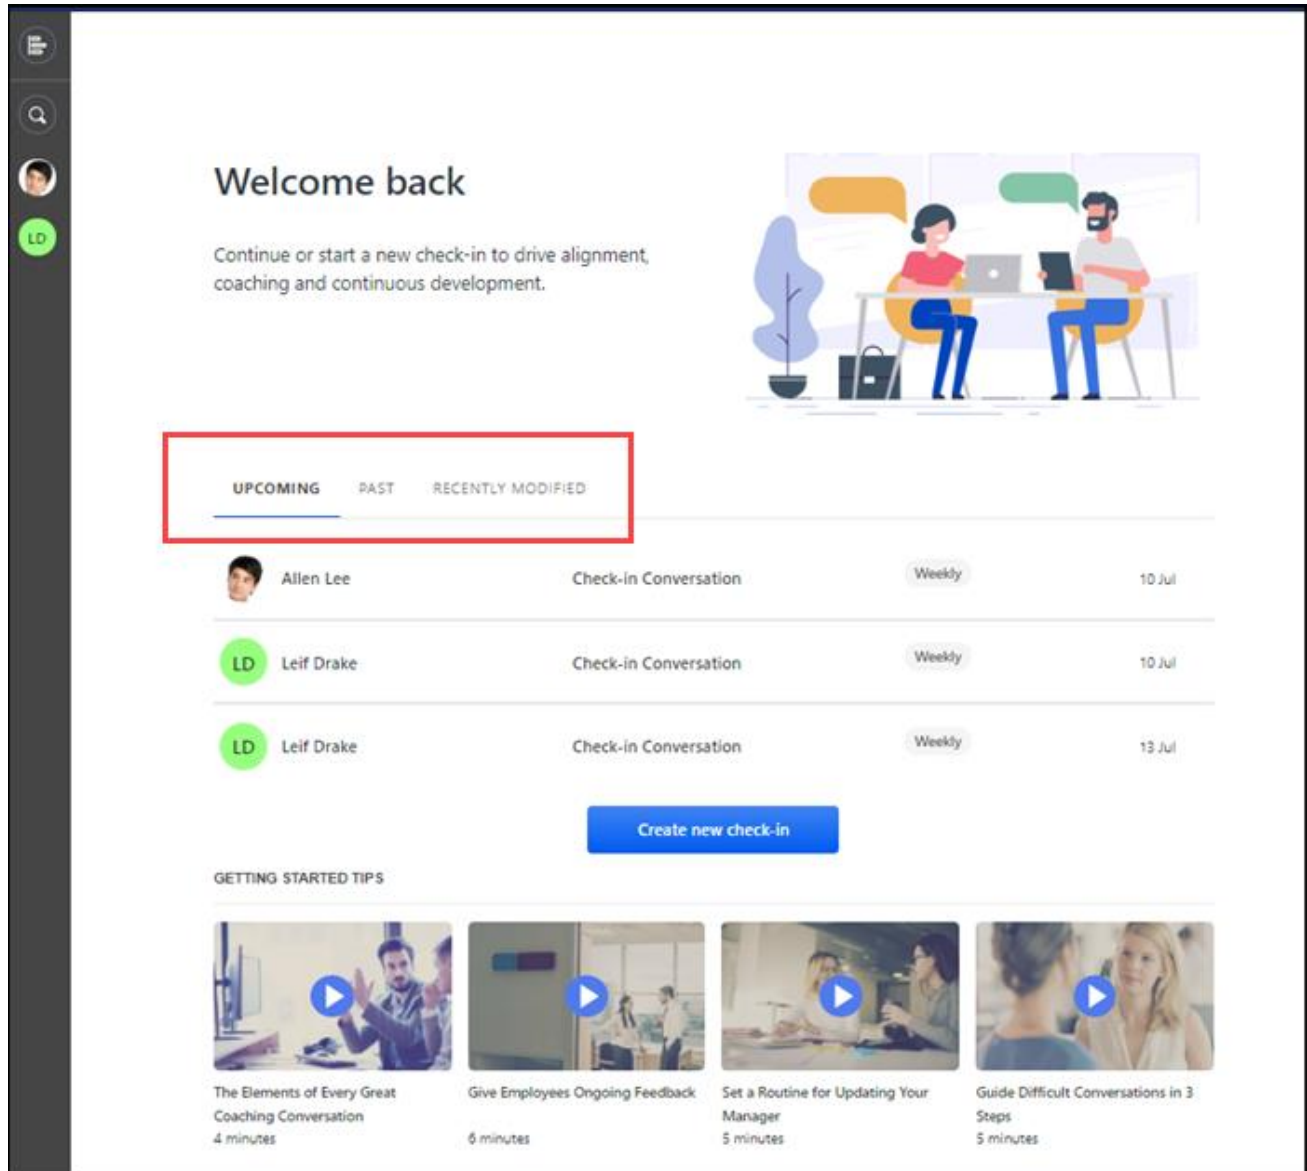 LD
Welcome back
Continue or start a new check-in to drive alignment,
coaching and continuous development.
UPCOMING PAST RECENTLY MODIFIED
Allen Lee Check-in Conversation Weekly 10 Jul
LD Leif Drake Check-in Conversation Weekly 10 Jul
LD Leif Drake Check-in Conversation Weekly 13 Jul
Create new check-in
GETTING STARTED TIPS
The Elements of Every Great
Coaching Conversation
4 minutes
Give Employees Ongoing Feedback
6 minutes
Set a Routine for Updating Your
Manager
5 minutes
Guide Difficult Conversations in 3
Steps
5 minutes